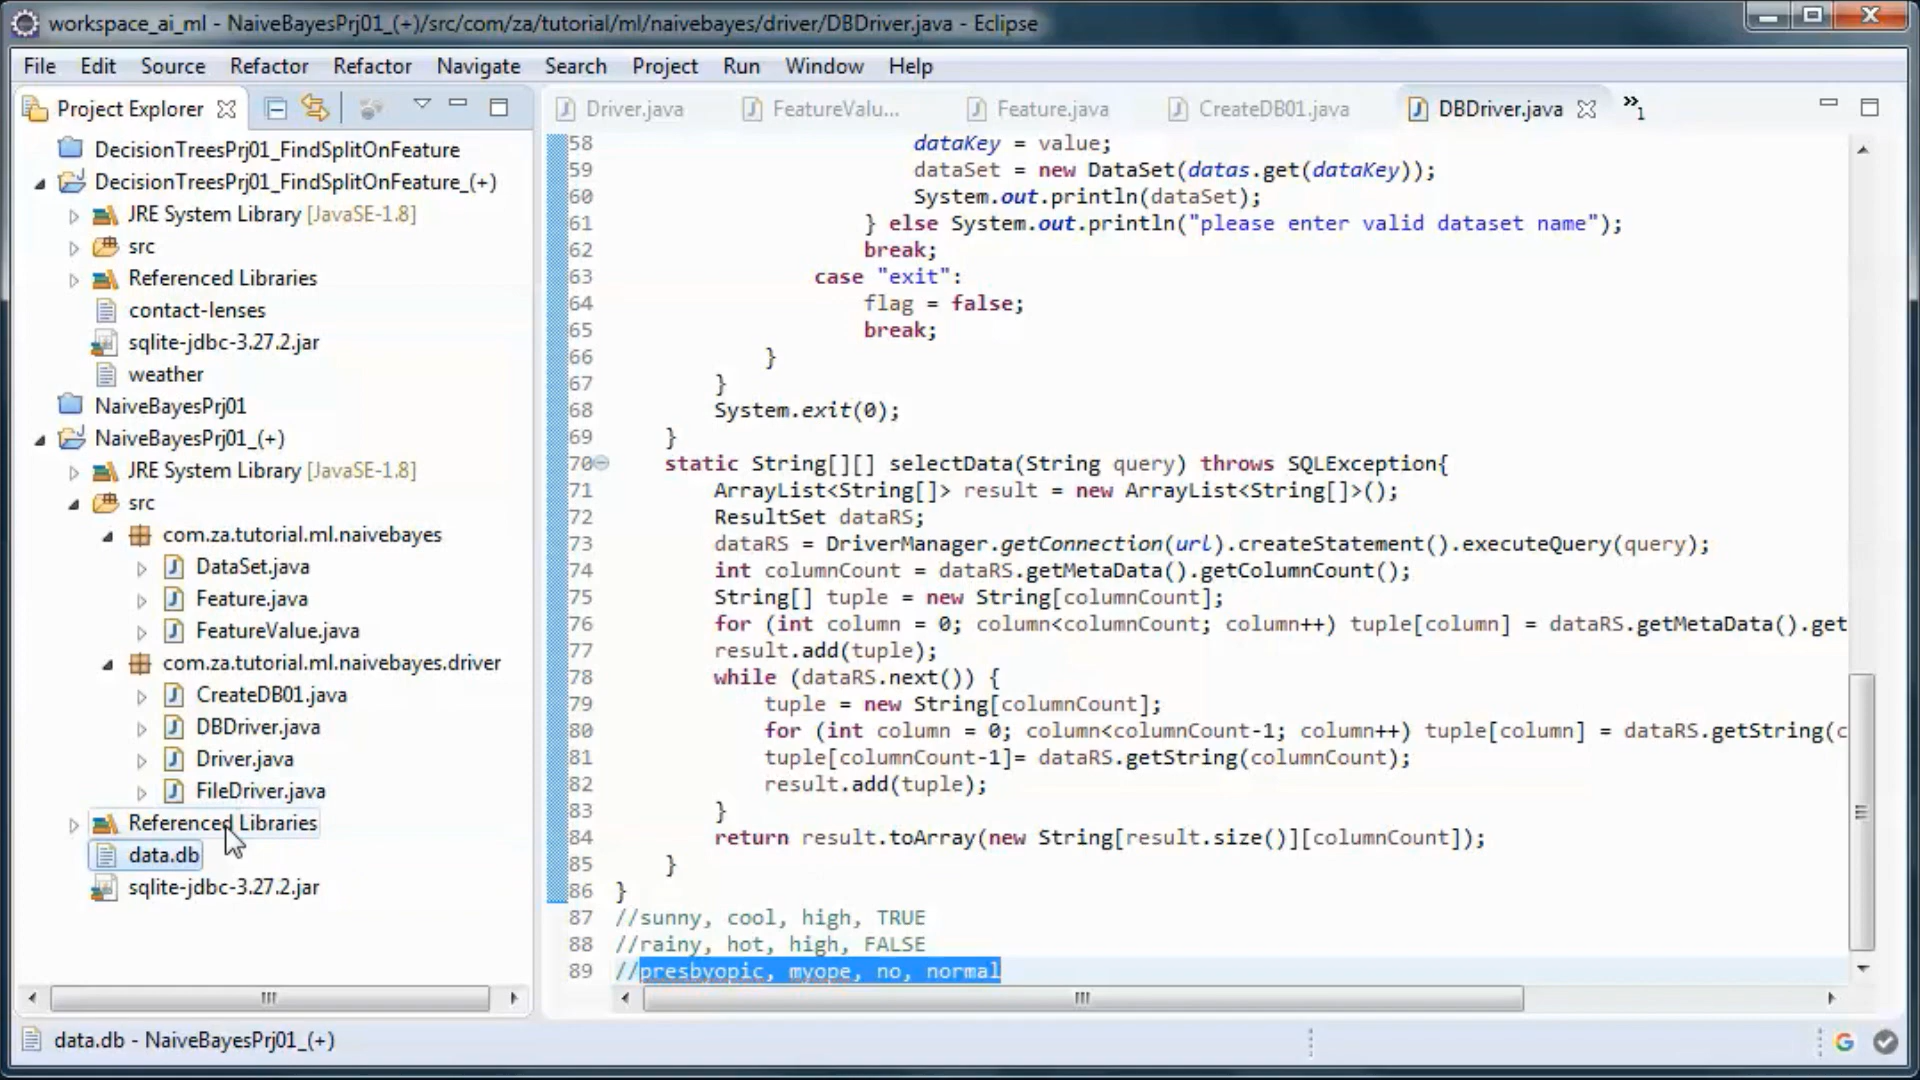 workspace_ai_ml - NaiveBayesPrj01_(+)/src/com/za/tutorial/ml/naivebayes/driver/DBDriver.java - Eclipse
File Edit Source Refactor Refactor Navigate Search Project Run Window Help
Project Explorer
DecisionTreesPrj01_FindSplitOnFeature
DecisionTreesPrj01_FindSplitOnFeature_(+)
JRE System Library [JavaSE-1.8]
src
Referenced Libraries
contact-lenses
sqlite-jdbc-3.27.2.jar
weather
NaiveBayesPrj01
NaiveBayesPrj01_(+)
JRE System Library [JavaSE-1.8]
src
com.za.tutorial.ml.naivebayes
DataSet.java
Feature.java
FeatureValue.java
com.za.tutorial.ml.naivebayes.driver
CreateDB01.java
DBDriver.java
Driver.java
FileDriver.java
Referenced Libraries
data.db
sqlite-jdbc-3.27.2.jar
Driver.java FeatureValu... Feature.java CreateDB01.java DBDriver.java »1
58 dataKey = value;
59 dataSet = new DataSet(datas.get(dataKey));
60 System.out.println(dataSet);
61 } else System.out.println("please enter valid dataset name");
62 break;
63 case "exit":
64 flag = false;
65 break;
66 }
67 }
68 System.exit(0);
69 }
70 static String[][] selectData(String query) throws SQLException{
71 ArrayList<String[]> result = new ArrayList<String[]>();
72 ResultSet dataRS;
73 dataRS = DriverManager.getConnection(url).createStatement().executeQuery(query);
74 int columnCount = dataRS.getMetaData().getColumnCount();
75 String[] tuple = new String[columnCount];
76 for (int column = 0; column<columnCount; column++) tuple[column] = dataRS.getMetaData().get
77 result.add(tuple);
78 while (dataRS.next()) {
79 tuple = new String[columnCount];
80 for (int column = 0; column<columnCount-1; column++) tuple[column] = dataRS.getString(c
81 tuple[columnCount-1]= dataRS.getString(columnCount);
82 result.add(tuple);
83 }
84 return result.toArray(new String[result.size()][columnCount]);
85 }
86 }
87 //sunny, cool, high, TRUE
88 //rainy, hot, high, FALSE
89 //presbyopic, myope, no, normal
data.db - NaiveBayesPrj01_(+)